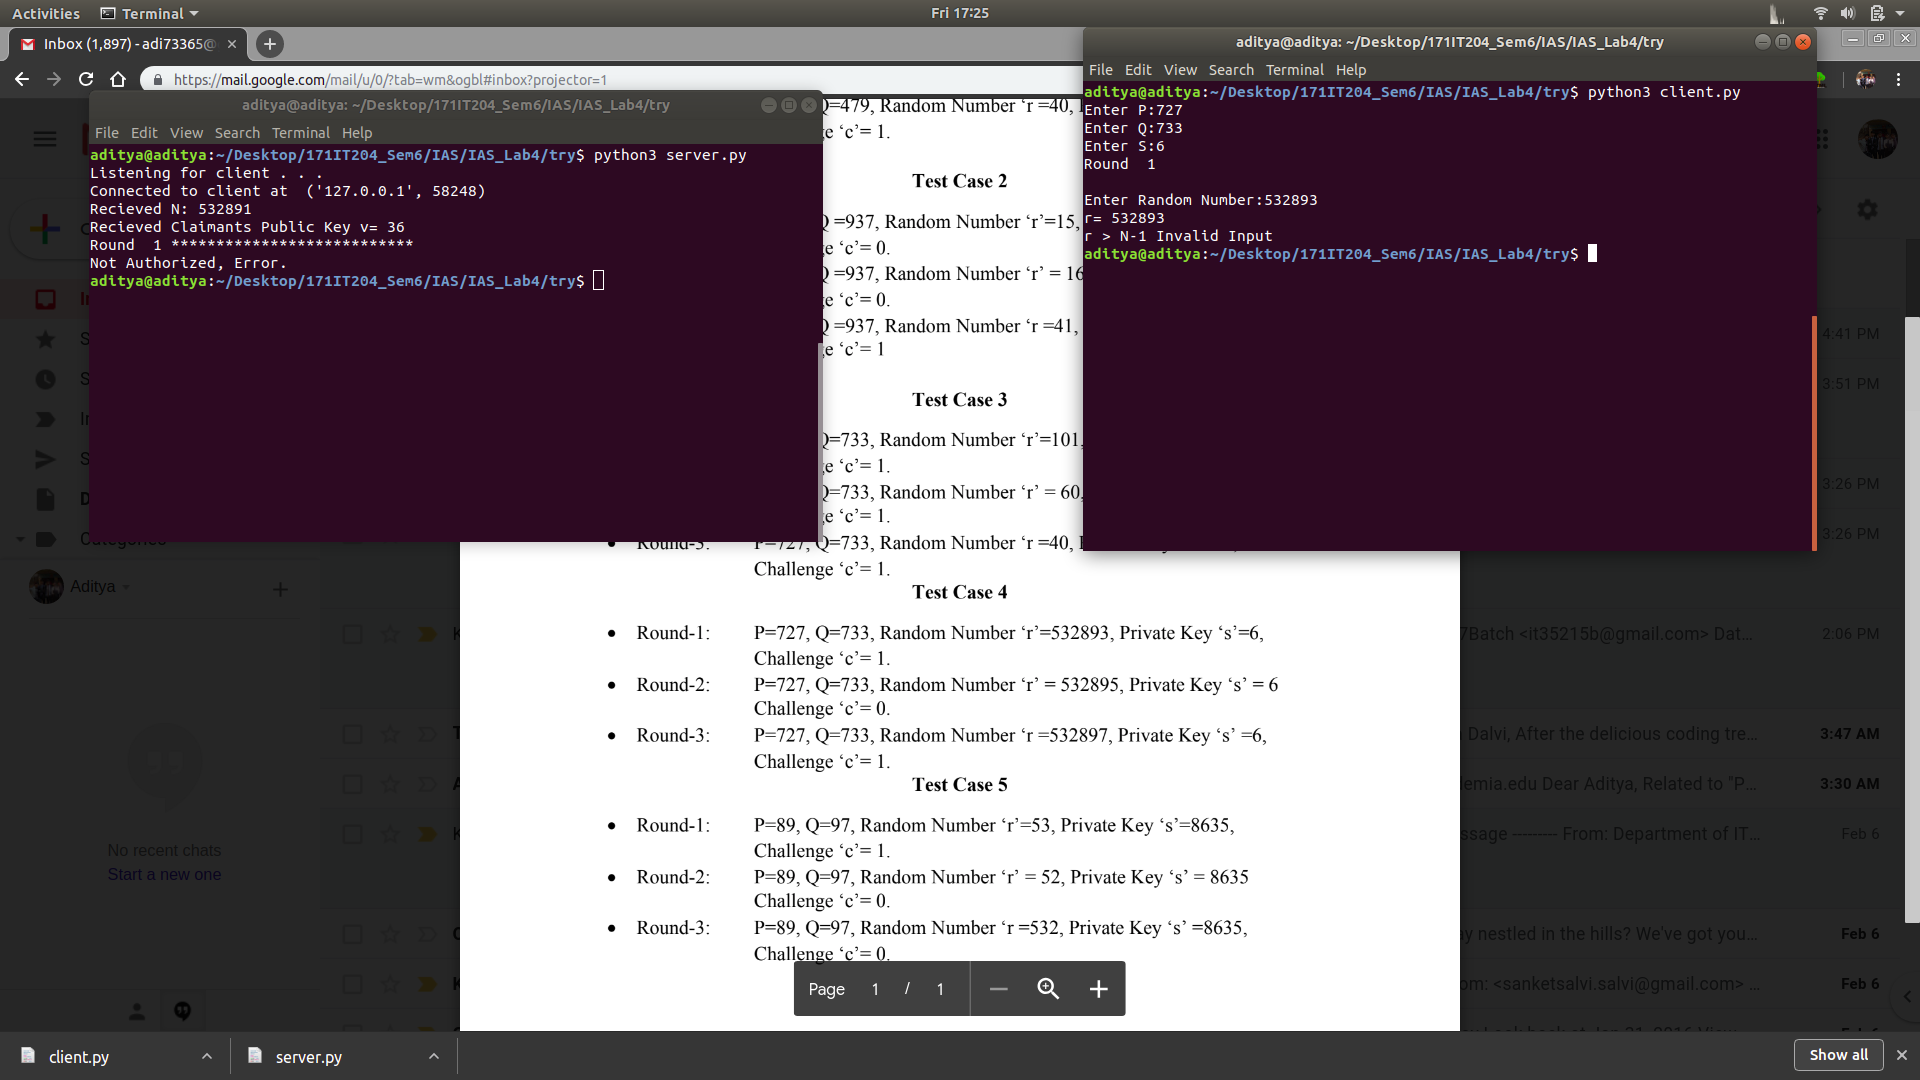 Activities Terminal Fri 17:25
Inbox (1,897) - adi73365@
https://mail.google.com/mail/u/0/?tab=wm&ogbl#inbox?projector=1
aditya@aditya: ~/Desktop/171IT204_Sem6/IAS/IAS_Lab4/try
File Edit View Search Terminal Help
aditya@aditya:~/Desktop/171IT204_Sem6/IAS/IAS_Lab4/try$ python3 server.py
Listening for client . . .
Connected to client at  ('127.0.0.1', 58248)
Recieved N: 532891
Recieved Claimants Public Key v= 36
Round  1 ***************************
Not Authorized, Error.
aditya@aditya:~/Desktop/171IT204_Sem6/IAS/IAS_Lab4/try$
aditya@aditya: ~/Desktop/171IT204_Sem6/IAS/IAS_Lab4/try
File Edit View Search Terminal Help
aditya@aditya:~/Desktop/171IT204_Sem6/IAS/IAS_Lab4/try$ python3 client.py
Enter P:727
Enter Q:733
Enter S:6
Round  1
Enter Random Number:532893
r= 532893
r > N-1 Invalid Input
aditya@aditya:~/Desktop/171IT204_Sem6/IAS/IAS_Lab4/try$
Q=479, Random Number ‘r =40,
e ‘c’= 1.
Test Case 2
Q =937, Random Number ‘r’=15,
e ‘c’= 0.
Q =937, Random Number ‘r’ = 16
e ‘c’= 0.
Q =937, Random Number ‘r =41,
e ‘c’= 1
Test Case 3
Q=733, Random Number ‘r’=101,
e ‘c’= 1.
Q=733, Random Number ‘r’ = 60,
e ‘c’= 1.
• Round-3: P=727, Q=733, Random Number ‘r =40,
Challenge ‘c’= 1.
Test Case 4
• Round-1: P=727, Q=733, Random Number ‘r’=532893, Private Key ‘s’=6,
Challenge ‘c’= 1.
• Round-2: P=727, Q=733, Random Number ‘r’ = 532895, Private Key ‘s’ = 6
Challenge ‘c’= 0.
• Round-3: P=727, Q=733, Random Number ‘r =532897, Private Key ‘s’ =6,
Challenge ‘c’= 1.
Test Case 5
• Round-1: P=89, Q=97, Random Number ‘r’=53, Private Key ‘s’=8635,
Challenge ‘c’= 1.
• Round-2: P=89, Q=97, Random Number ‘r’ = 52, Private Key ‘s’ = 8635
Challenge ‘c’= 0.
• Round-3: P=89, Q=97, Random Number ‘r =532, Private Key ‘s’ =8635,
Challenge ‘c’= 0.
Page 1 / 1
Categories
Aditya
No recent chats
Start a new one
4:41 PM
3:51 PM
3:26 PM
3:26 PM
7Batch <it35215b@gmail.com> Dat... 2:06 PM
Dalvi, After the delicious coding tre... 3:47 AM
demia.edu Dear Aditya, Related to "P... 3:30 AM
ssage --------- From: Department of IT... Feb 6
y nestled in the hills? We've got you... Feb 6
om: <sanketsalvi.salvi@gmail.com> ... Feb 6
client.py
server.py
Show all